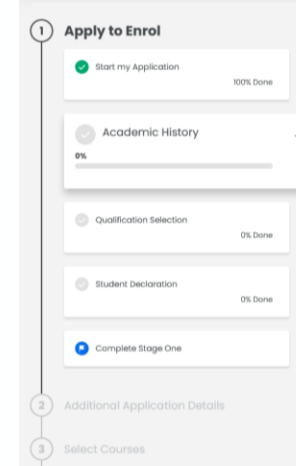 1 Apply to Enrol
Start my Application
100% Done
Academic History
0%
Qualification Selection
0% Done
Student Declaration
0% Done
Complete Stage One
2 Additional Application Details
3 Select Courses